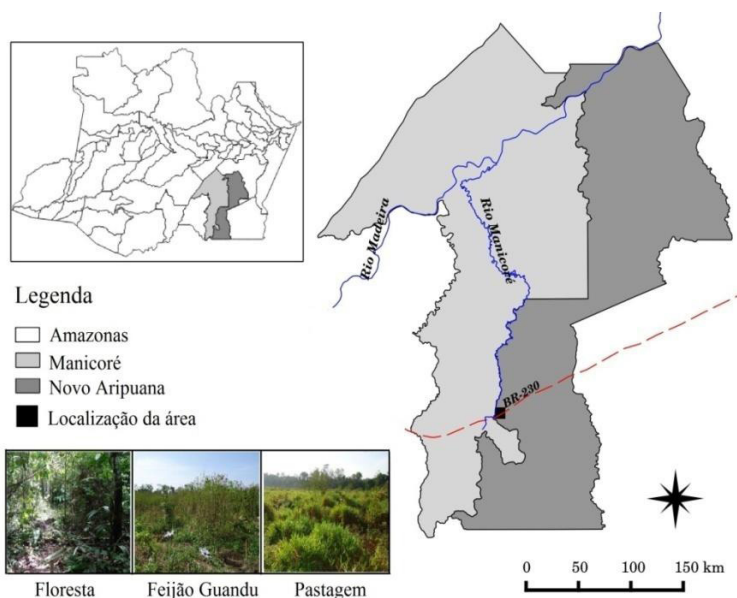 Legenda
Amazonas
Manicoré
Novo Aripuana
Localização da área
Rio Madeira
Rio Manicoré
BR-230
Floresta
Feijão Guandu
Pastagem
0 50 100 150 km